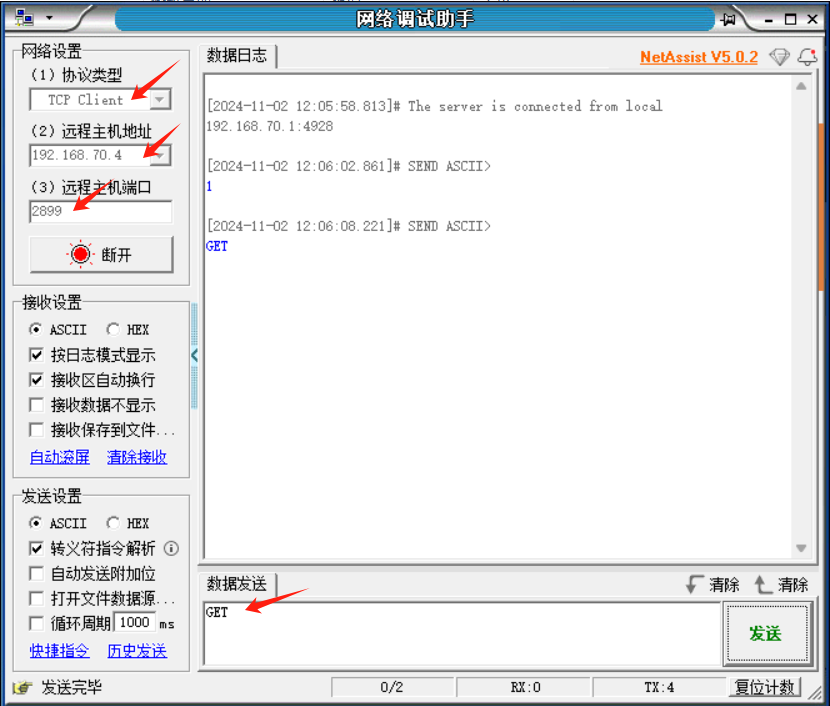 网络调试助手
网络设置
(1) 协议类型
TCP Client
(2) 远程主机地址
192.168.70.4
(3) 远程主机端口
2899
断开
接收设置
ASCII HEX
按日志模式显示
接收区自动换行
接收数据不显示
接收保存到文件...
自动滚屏 清除接收
发送设置
ASCII HEX
转义符指令解析
自动发送附加位
打开文件数据源...
循环周期 1000 ms
快捷指令 历史发送
数据日志 NetAssist V5.0.2
[2024-11-02 12:05:58.813]# The server is connected from local
192.168.70.1:4928
[2024-11-02 12:06:02.861]# SEND ASCII>
1
[2024-11-02 12:06:08.221]# SEND ASCII>
GET
数据发送 清除 清除
GET
发送
发送完毕 0/2 RX:0 TX:4 复位计数